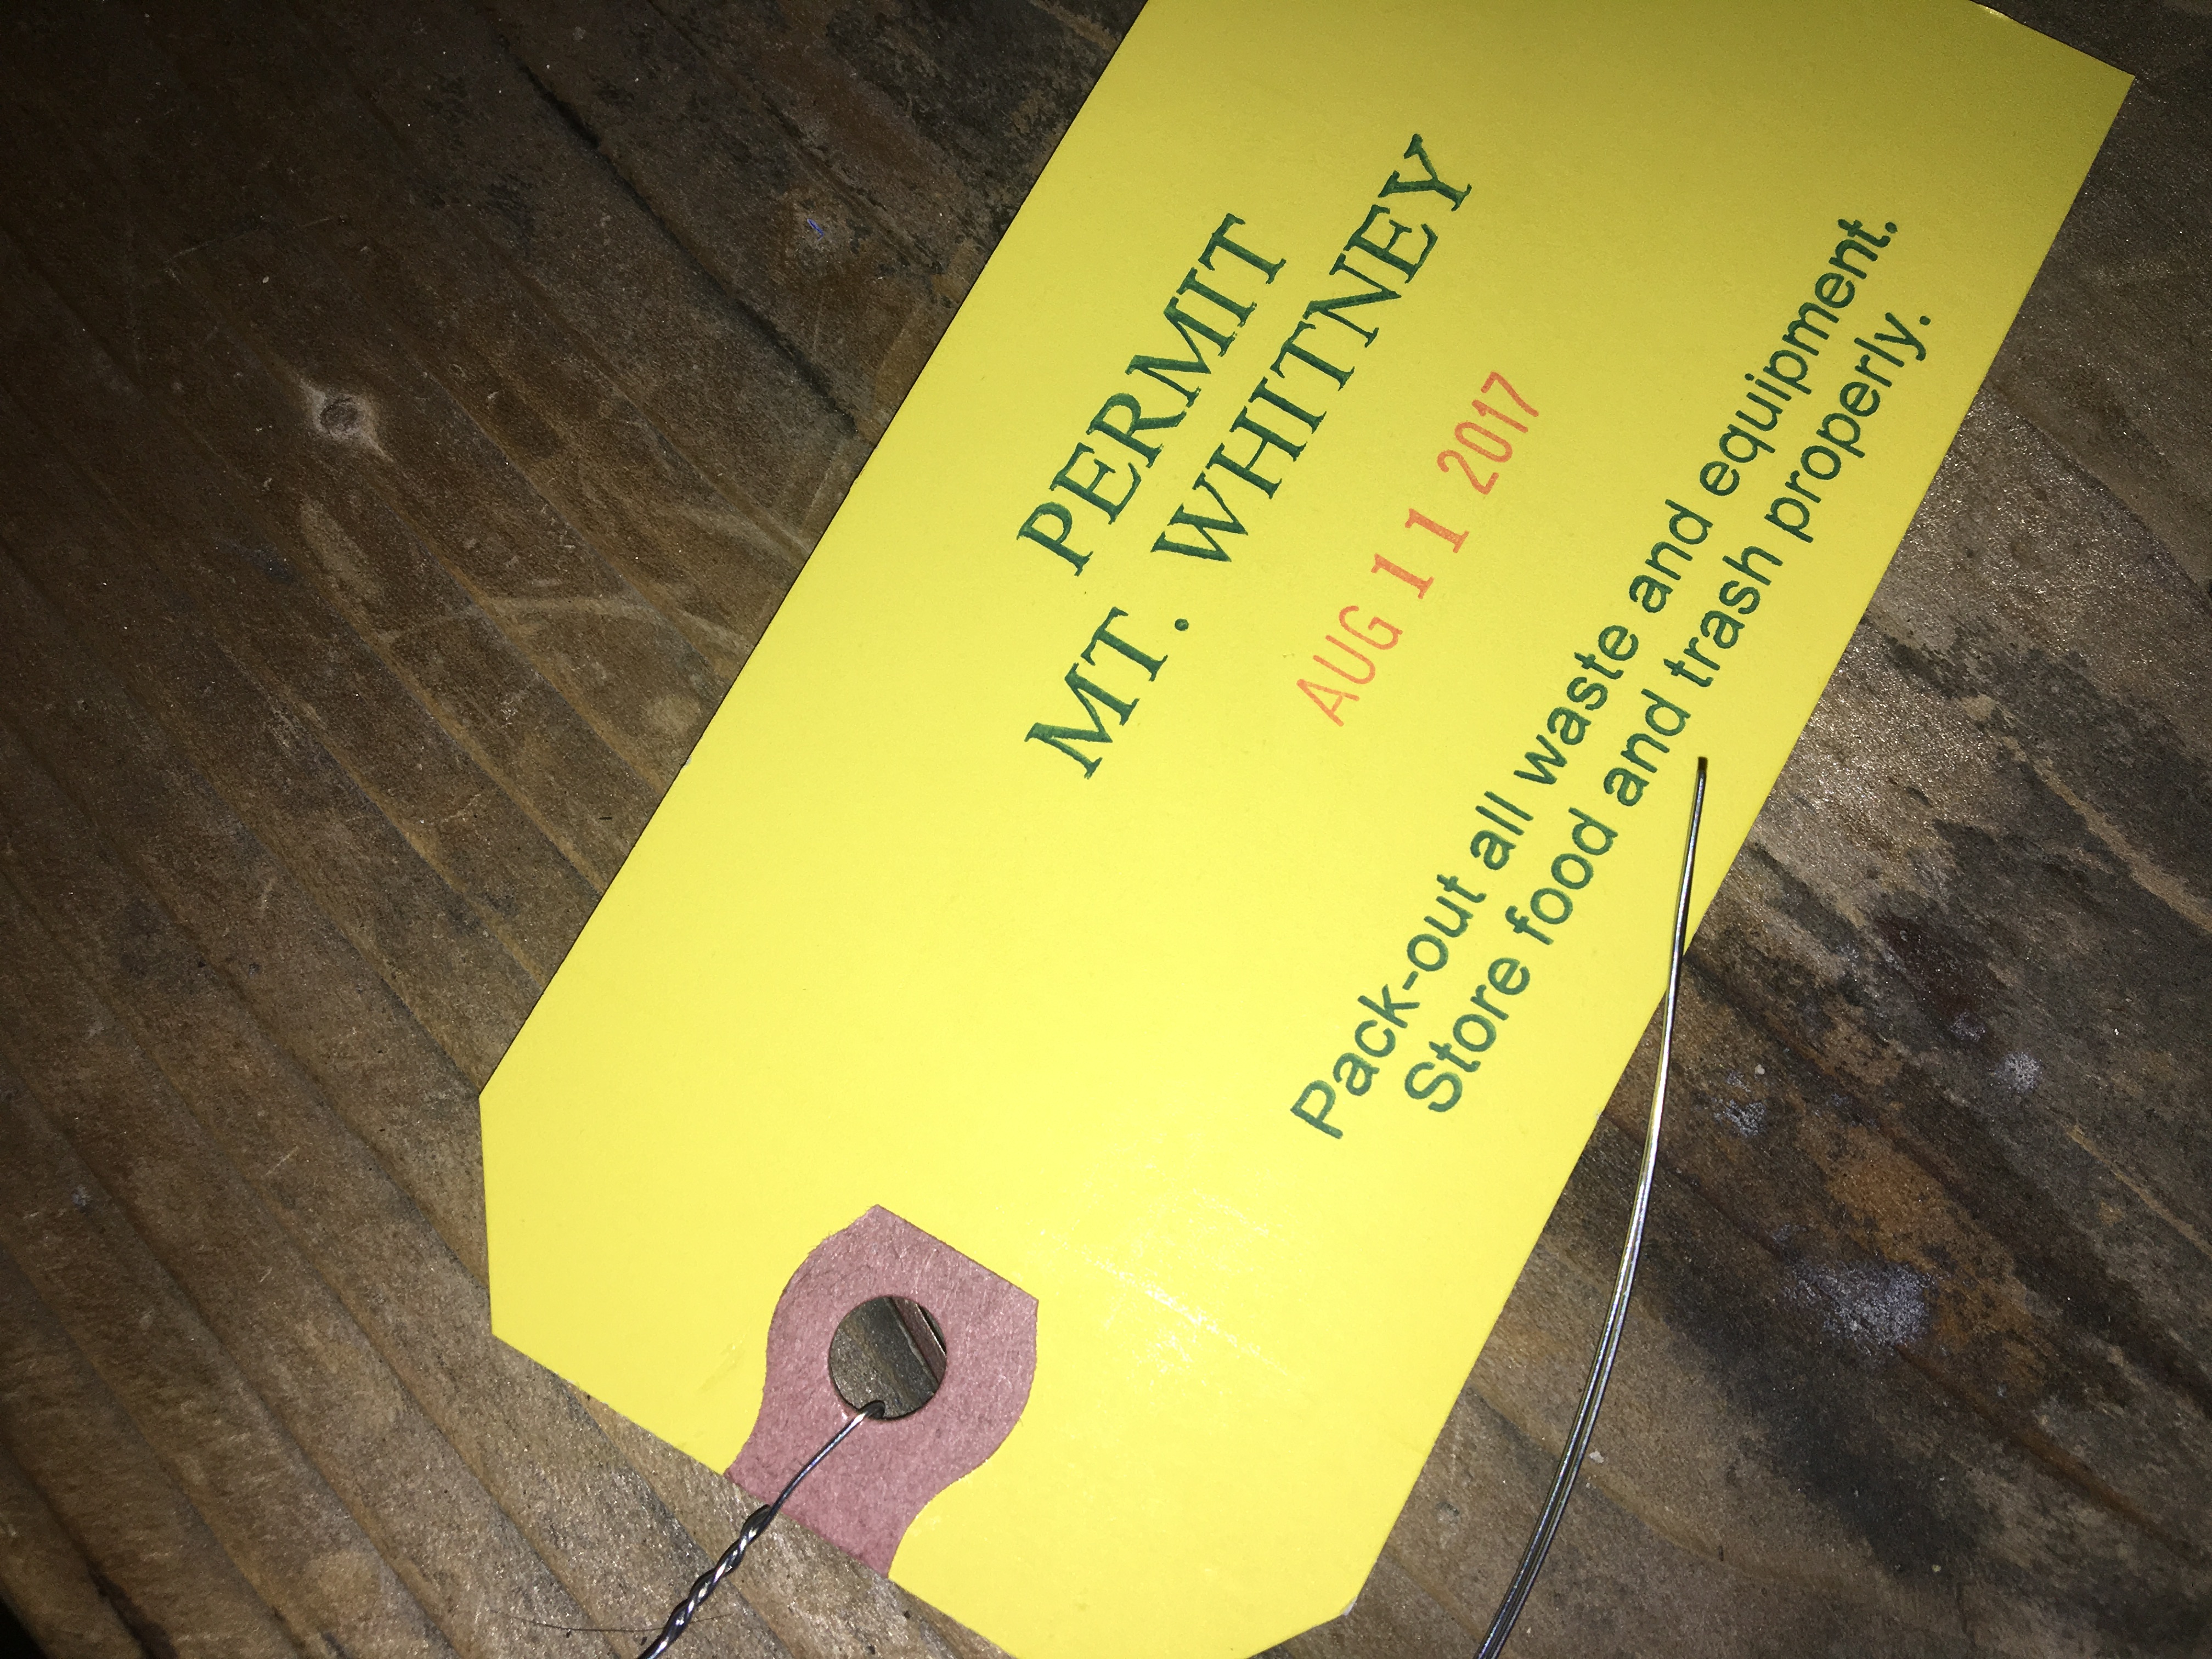 PERMIT
MT. WHITNEY
AUG 11 2017
Pack-out all waste and equipment.
Store food and trash properly.